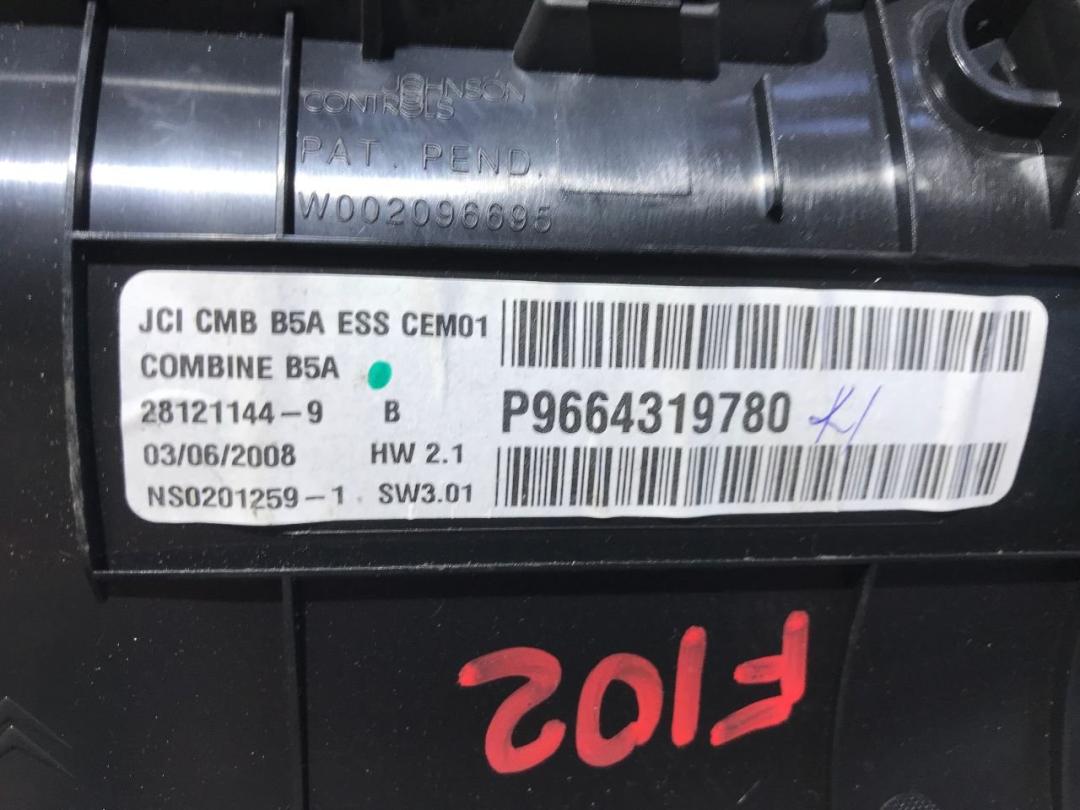 JOHNSON
CONTROLS
PAT. PEND.
W002096695
JCI CMB B5A ESS CEM01
COMBINE B5A
28121144-9 B
03/06/2008 HW 2.1
NS0201259-1 SW3.01
P9664319780
F102